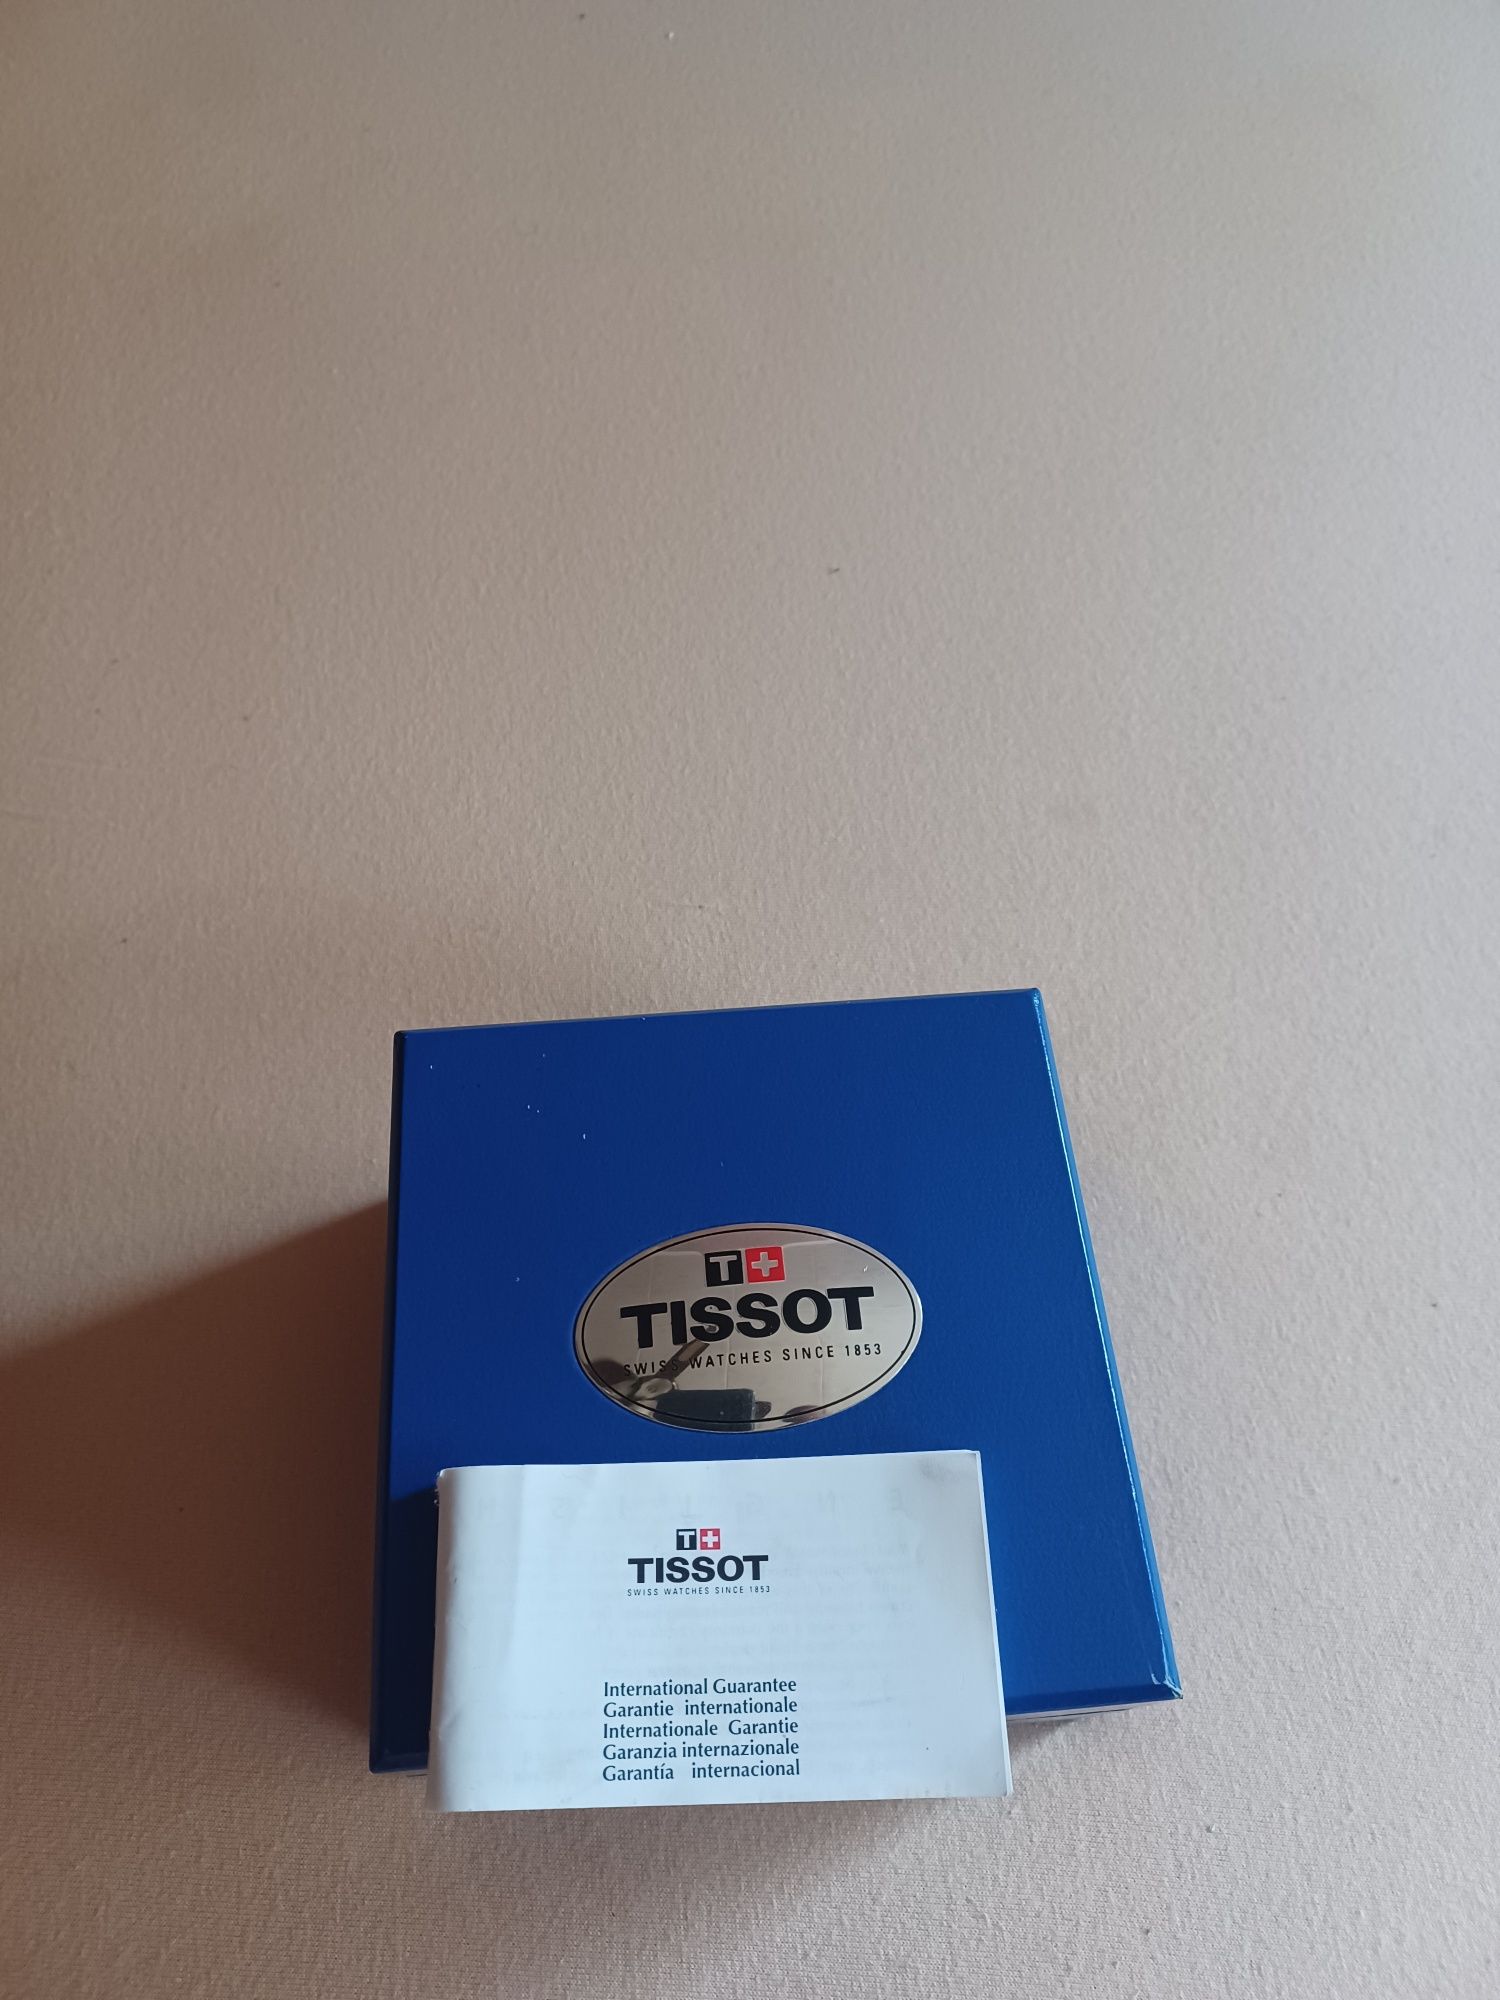 T+
TISSOT
SWISS WATCHES SINCE 1853
T+
TISSOT
SWISS WATCHES SINCE 1853
International Guarantee
Garantie internationale
Internationale Garantie
Garanzia internazionale
Garantía internacional